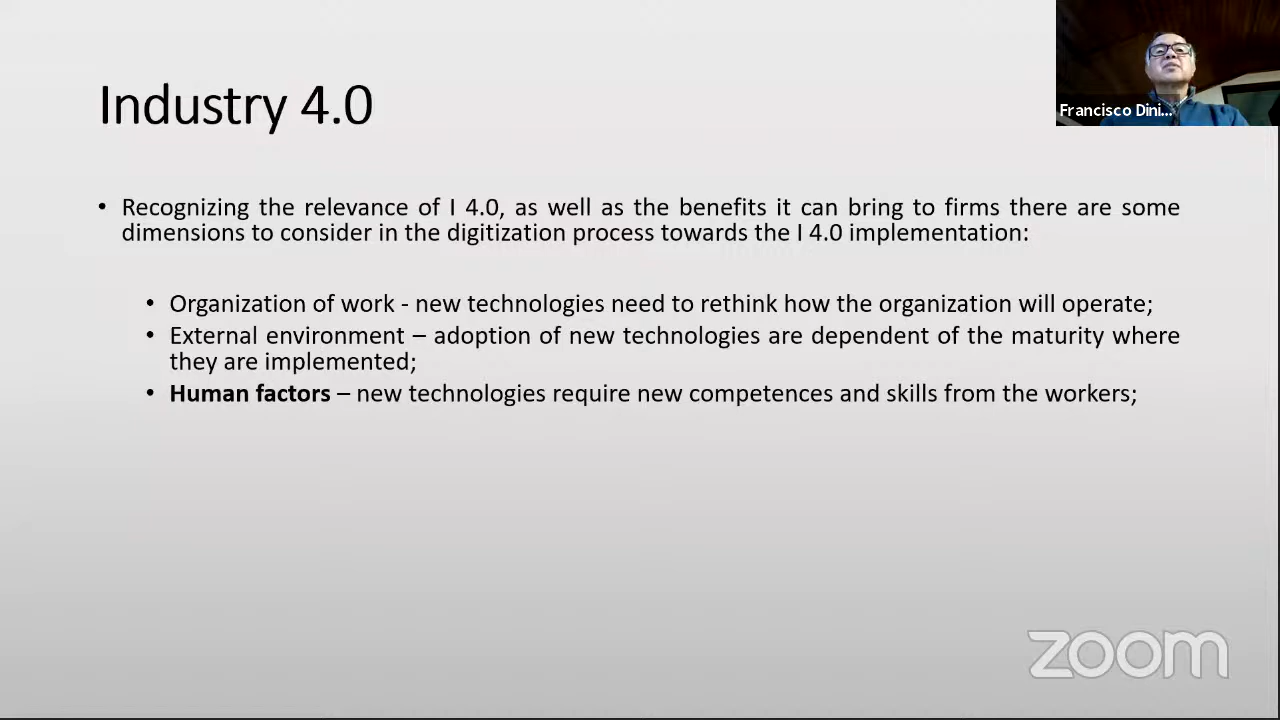 Industry 4.0
Francisco Dini...
• Recognizing the relevance of I 4.0, as well as the benefits it can bring to firms there are some
dimensions to consider in the digitization process towards the I 4.0 implementation:
• Organization of work - new technologies need to rethink how the organization will operate;
• External environment – adoption of new technologies are dependent of the maturity where
they are implemented;
• Human factors – new technologies require new competences and skills from the workers;
zoom